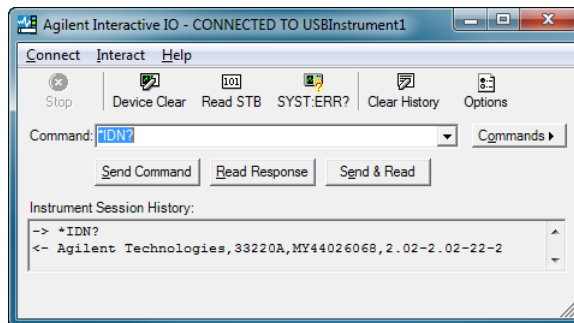 Agilent Interactive IO - CONNECTED TO USBInstrument1
Connect Interact Help
101
Stop Device Clear Read STB SYST:ERR? Clear History Options
Command: *IDN? Commands
Send Command Read Response Send & Read
Instrument Session History:
-> *IDN?
<- Agilent Technologies,33220A,MY44026068,2.02-2.02-22-2